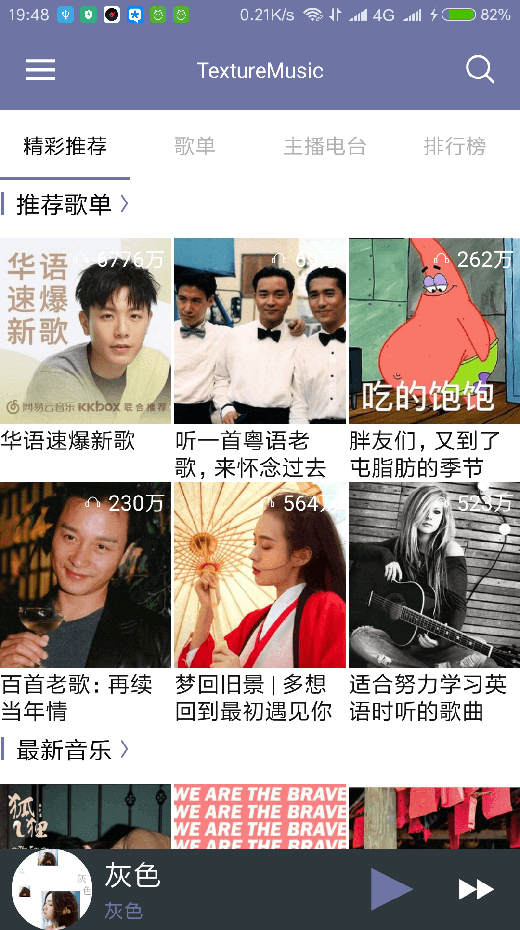 19:48
0.21K/s
4G
82%
TextureMusic
精彩推荐
歌单
主播电台
排行榜
推荐歌单
华语
速爆
新歌
网易云音乐 KKBOX 联合推荐
6776万
262万
吃的饱饱
华语速爆新歌
听一首粤语老
歌，来怀念过去
胖友们，又到了
屯脂肪的季节
230万
564万
523万
百首老歌：再续
当年情
梦回旧景 | 多想
回到最初遇见你
适合努力学习英
语时听的歌曲
最新音乐
狐狸
WE ARE THE BRAVE
WE ARE THE BRAVE
WE ARE THE BRAVE
WE ARE THE BRAVE
灰色
灰色
灰色